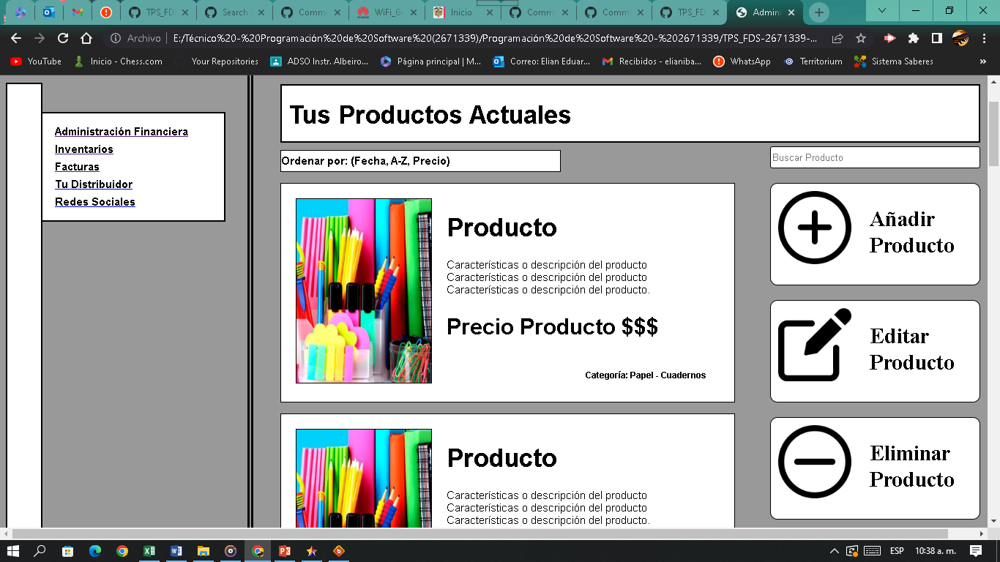 TPS_FD
Search
Comm
WiFi_G
Inicio
Comm
Comm
TPS_FD
Admini
Archivo
E:/Técnico%20-%20Programación%20de%20Software%20(2671339)/Programación%20de%20Software%20-%202671339/TPS_FDS-2671339-...
YouTube
Inicio - Chess.com
Your Repositories
ADSO Instr. Albeiro...
Página principal | M...
Correo: Elian Eduar...
Recibidos - elianiba...
WhatsApp
Territorium
Sistema Saberes
»
Administración Financiera
Inventarios
Facturas
Tu Distribuidor
Redes Sociales
Tus Productos Actuales
Ordenar por: (Fecha, A-Z, Precio)
Buscar Producto
Producto
Características o descripción del producto
Características o descripción del producto
Características o descripción del producto.
Precio Producto $$$
Categoría: Papel - Cuadernos
Producto
Características o descripción del producto
Características o descripción del producto
Características o descripción del producto.
Añadir
Producto
Editar
Producto
Eliminar
Producto
ESP
10:38 a. m.